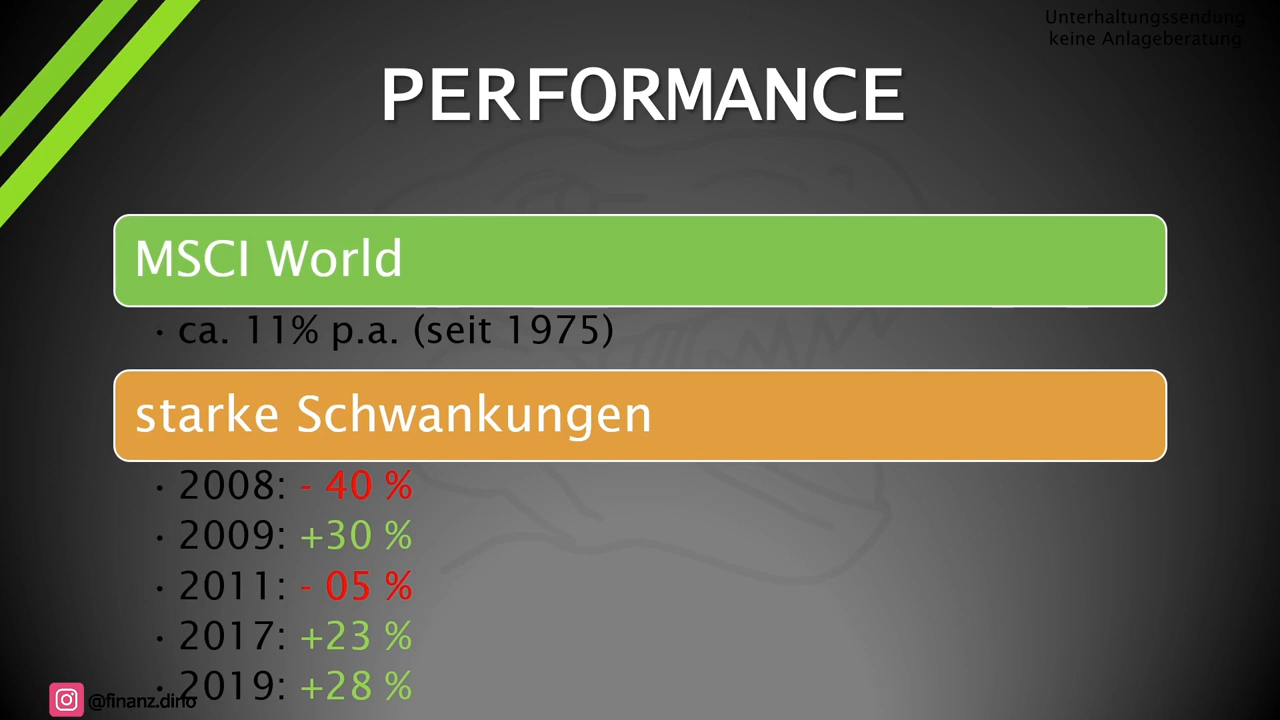 Unterhaltungssendung
keine Anlageberatung
PERFORMANCE
MSCI World
• ca. 11% p.a. (seit 1975)
starke Schwankungen
• 2008: - 40 %
• 2009: +30 %
• 2011: - 05 %
• 2017: +23 %
• 2019: +28 %
@finanz.dino